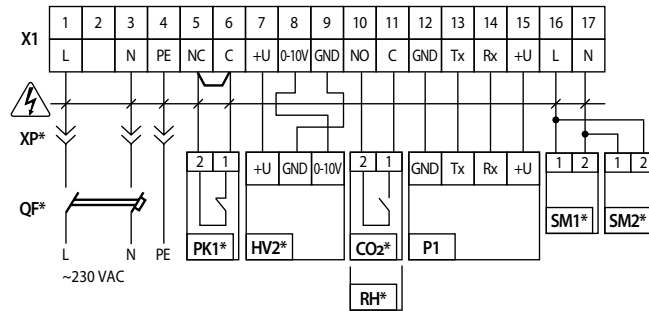 1 2 3 4 5 6 7 8 9 10 11 12 13 14 15 16 17
X1
L N PE NC C +U 0-10V GND NO C GND Tx Rx +U L N
XP*
2 1 +U GND 0-10V 2 1 GND Tx Rx +U 1 2 1 2
QF*
SM1* SM2*
PK1* HV2* CO₂* P1
L N PE
~230 VAC
RH*